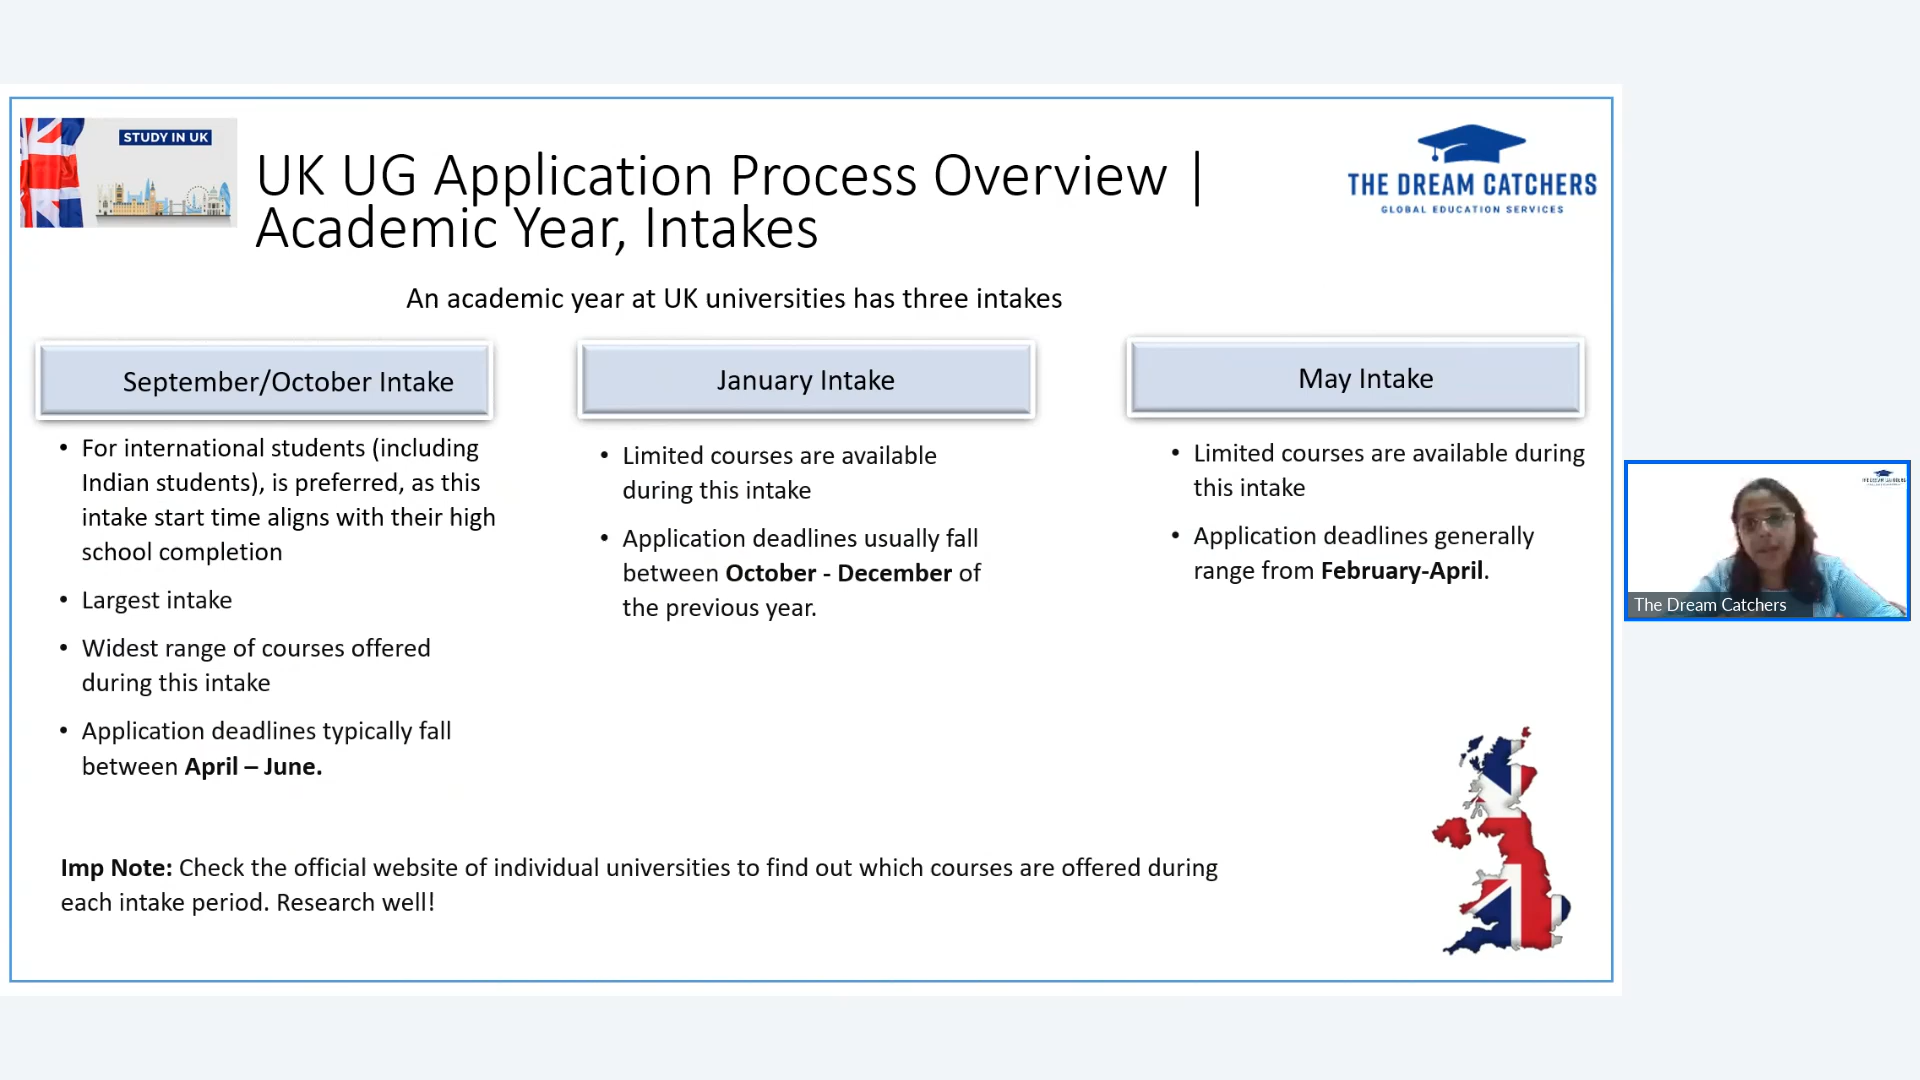 STUDY IN UK
UK UG Application Process Overview |
Academic Year, Intakes
THE DREAM CATCHERS
GLOBAL EDUCATION SERVICES
An academic year at UK universities has three intakes
September/October Intake
• For international students (including
Indian students), is preferred, as this
intake start time aligns with their high
school completion
• Largest intake
• Widest range of courses offered
during this intake
• Application deadlines typically fall
between April – June.
January Intake
• Limited courses are available
during this intake
• Application deadlines usually fall
between October - December of
the previous year.
May Intake
• Limited courses are available during
this intake
• Application deadlines generally
range from February-April.
Imp Note: Check the official website of individual universities to find out which courses are offered during
each intake period. Research well!
THE DREAM CATCHERS
The Dream Catchers